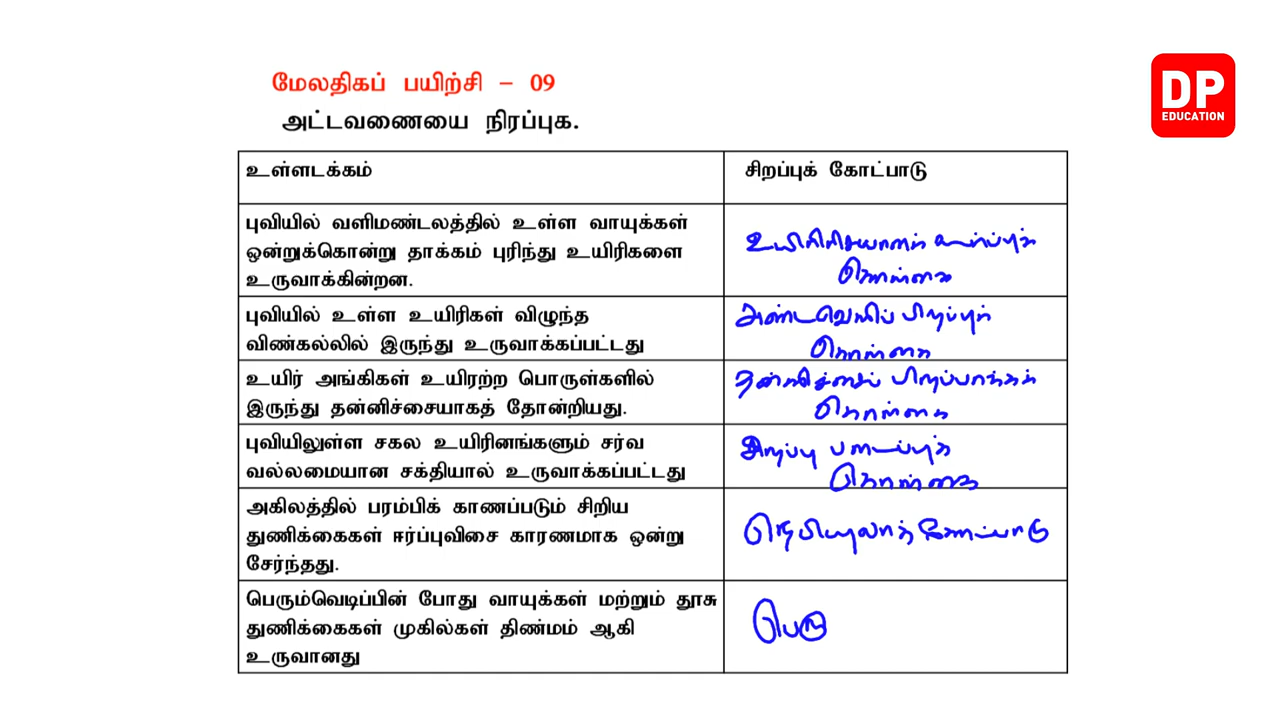 மேலதிகப் பயிற்சி – 09
DP
EDUCATION
அட்டவணையை நிரப்புக.
உள்ளடக்கம்
சிறப்புக் கோட்பாடு
புவியில் வளிமண்டலத்தில் உள்ள வாயுக்கள்
ஒன்றுக்கொன்று தாக்கம் புரிந்து உயிரிகளை
உருவாக்கின்றன.
கொள்கை
புவியில் உள்ள உயிரிகள் விழுந்த
விண்கல்லில் இருந்து உருவாக்கப்பட்டது
அண்டவெளிப் பிறப்புக்
கொள்கை
உயிர் அங்கிகள் உயிரற்ற பொருள்களில்
இருந்து தன்னிச்சையாகத் தோன்றியது.
தன்னிச்சைப் பிறப்பாக்கக்
கொள்கை
புவியிலுள்ள சகல உயிரினங்களும் சர்வ
வல்லமையான சக்தியால் உருவாக்கப்பட்டது
சிறப்பு படைப்புக்
கொள்கை
அகிலத்தில் பரம்பிக் காணப்படும் சிறிய
துணிக்கைகள் ஈர்ப்புவிசை காரணமாக ஒன்று
சேர்ந்தது.
பெரும்வெடிப்பின் போது வாயுக்கள் மற்றும் தூசு
துணிக்கைகள் முகில்கள் திண்மம் ஆகி
உருவானது
பெரு